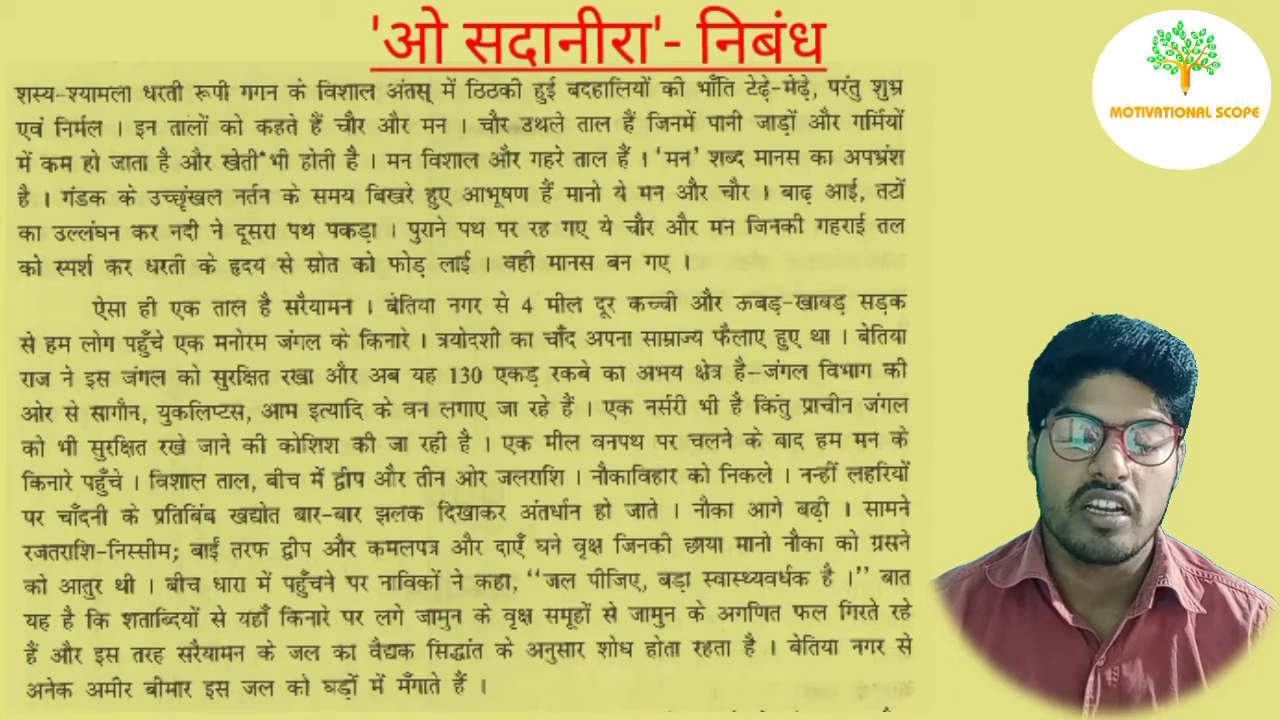 'ओ सदानीरा'- निबंध
MOTIVATIONAL SCOPE
शस्य-श्यामला धरती रूपी गगन के विशाल अंतस् में ठिठकी हुई बदहालियों की भाँति टेढ़े-मेढ़े, परंतु शुभ्र
एवं निर्मल । इन तालों को कहते हैं चौर और मन । चौर उथले ताल हैं जिनमें पानी जाड़ों और गर्मियों
में कम हो जाता है और खेती भी होती है । मन विशाल और गहरे ताल हैं । 'मन' शब्द मानस का अपभ्रंश
है । गंडक के उच्छृंखल नर्तन के समय बिखरे हुए आभूषण हैं मानो ये मन और चौर । बाढ़ आई, तटों
का उल्लंघन कर नदी ने दूसरा पथ पकड़ा । पुराने पथ पर रह गए ये चौर और मन जिनकी गहराई तल
को स्पर्श कर धरती के हृदय से स्रोत को फोड़ लाई । वही मानस बन गए ।
ऐसा ही एक ताल है सरैयामन । बेतिया नगर से 4 मील दूर कच्ची और ऊबड़-खाबड़ सड़क
से हम लोग पहुँचे एक मनोरम जंगल के किनारे । त्रयोदशी का चाँद अपना साम्राज्य फैलाए हुए था । बेतिया
राज ने इस जंगल को सुरक्षित रखा और अब यह 130 एकड़ रकबे का अभय क्षेत्र है-जंगल विभाग की
ओर से सागौन, युकलिप्टस, आम इत्यादि के वन लगाए जा रहे हैं । एक नर्सरी भी है किंतु प्राचीन जंगल
को भी सुरक्षित रखे जाने की कोशिश की जा रही है । एक मील वनपथ पर चलने के बाद हम मन के
किनारे पहुँचे । विशाल ताल, बीच में द्वीप और तीन ओर जलराशि । नौकाविहार को निकले । नन्हीं लहरियों
पर चाँदनी के प्रतिबिंब खद्योत बार-बार झलक दिखाकर अंतर्धान हो जाते । नौका आगे बढ़ी । सामने
रजतराशि-निस्सीम; बाईं तरफ द्वीप और कमलपत्र और दाएँ घने वृक्ष जिनकी छाया मानो नौका को ग्रसने
को आतुर थी । बीच धारा में पहुँचने पर नाविकों ने कहा, "जल पीजिए, बड़ा स्वास्थ्यवर्धक है ।" बात
यह है कि शताब्दियों से यहाँ किनारे पर लगे जामुन के वृक्ष समूहों से जामुन के अगणित फल गिरते रहे
हैं और इस तरह सरैयामन के जल का वैद्यक सिद्धांत के अनुसार शोध होता रहता है । बेतिया नगर से
अनेक अमीर बीमार इस जल को घड़ों में मँगाते हैं ।